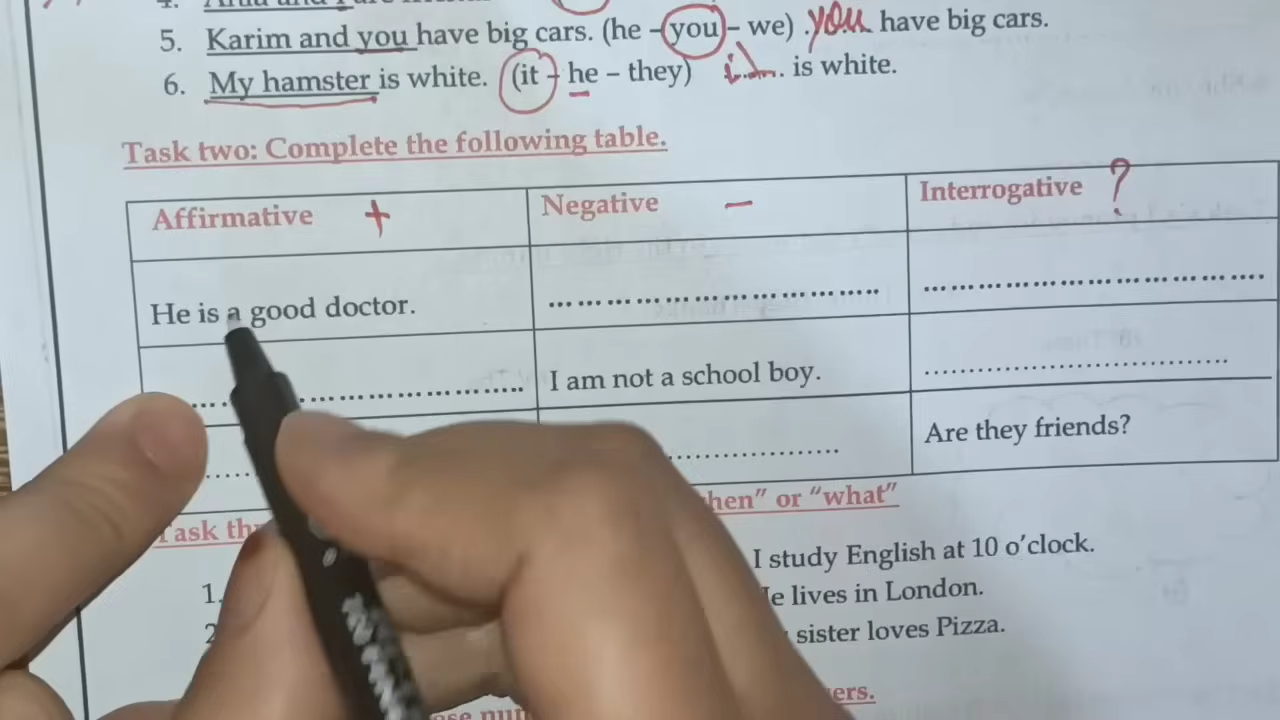 5. Karim and you have big cars. (he – you – we) .you have big cars.
6. My hamster is white. (it – he – they) it is white.
Task two: Complete the following table.
Affirmative + Negative – Interrogative ?
He is a good doctor. .......................................... ..........................................
.......................................... I am not a school boy. ..........................................
.......................................... .......................................... Are they friends?
Task or “what”
I study English at 10 o’clock.
1. lives in London.
2 sister loves Pizza.